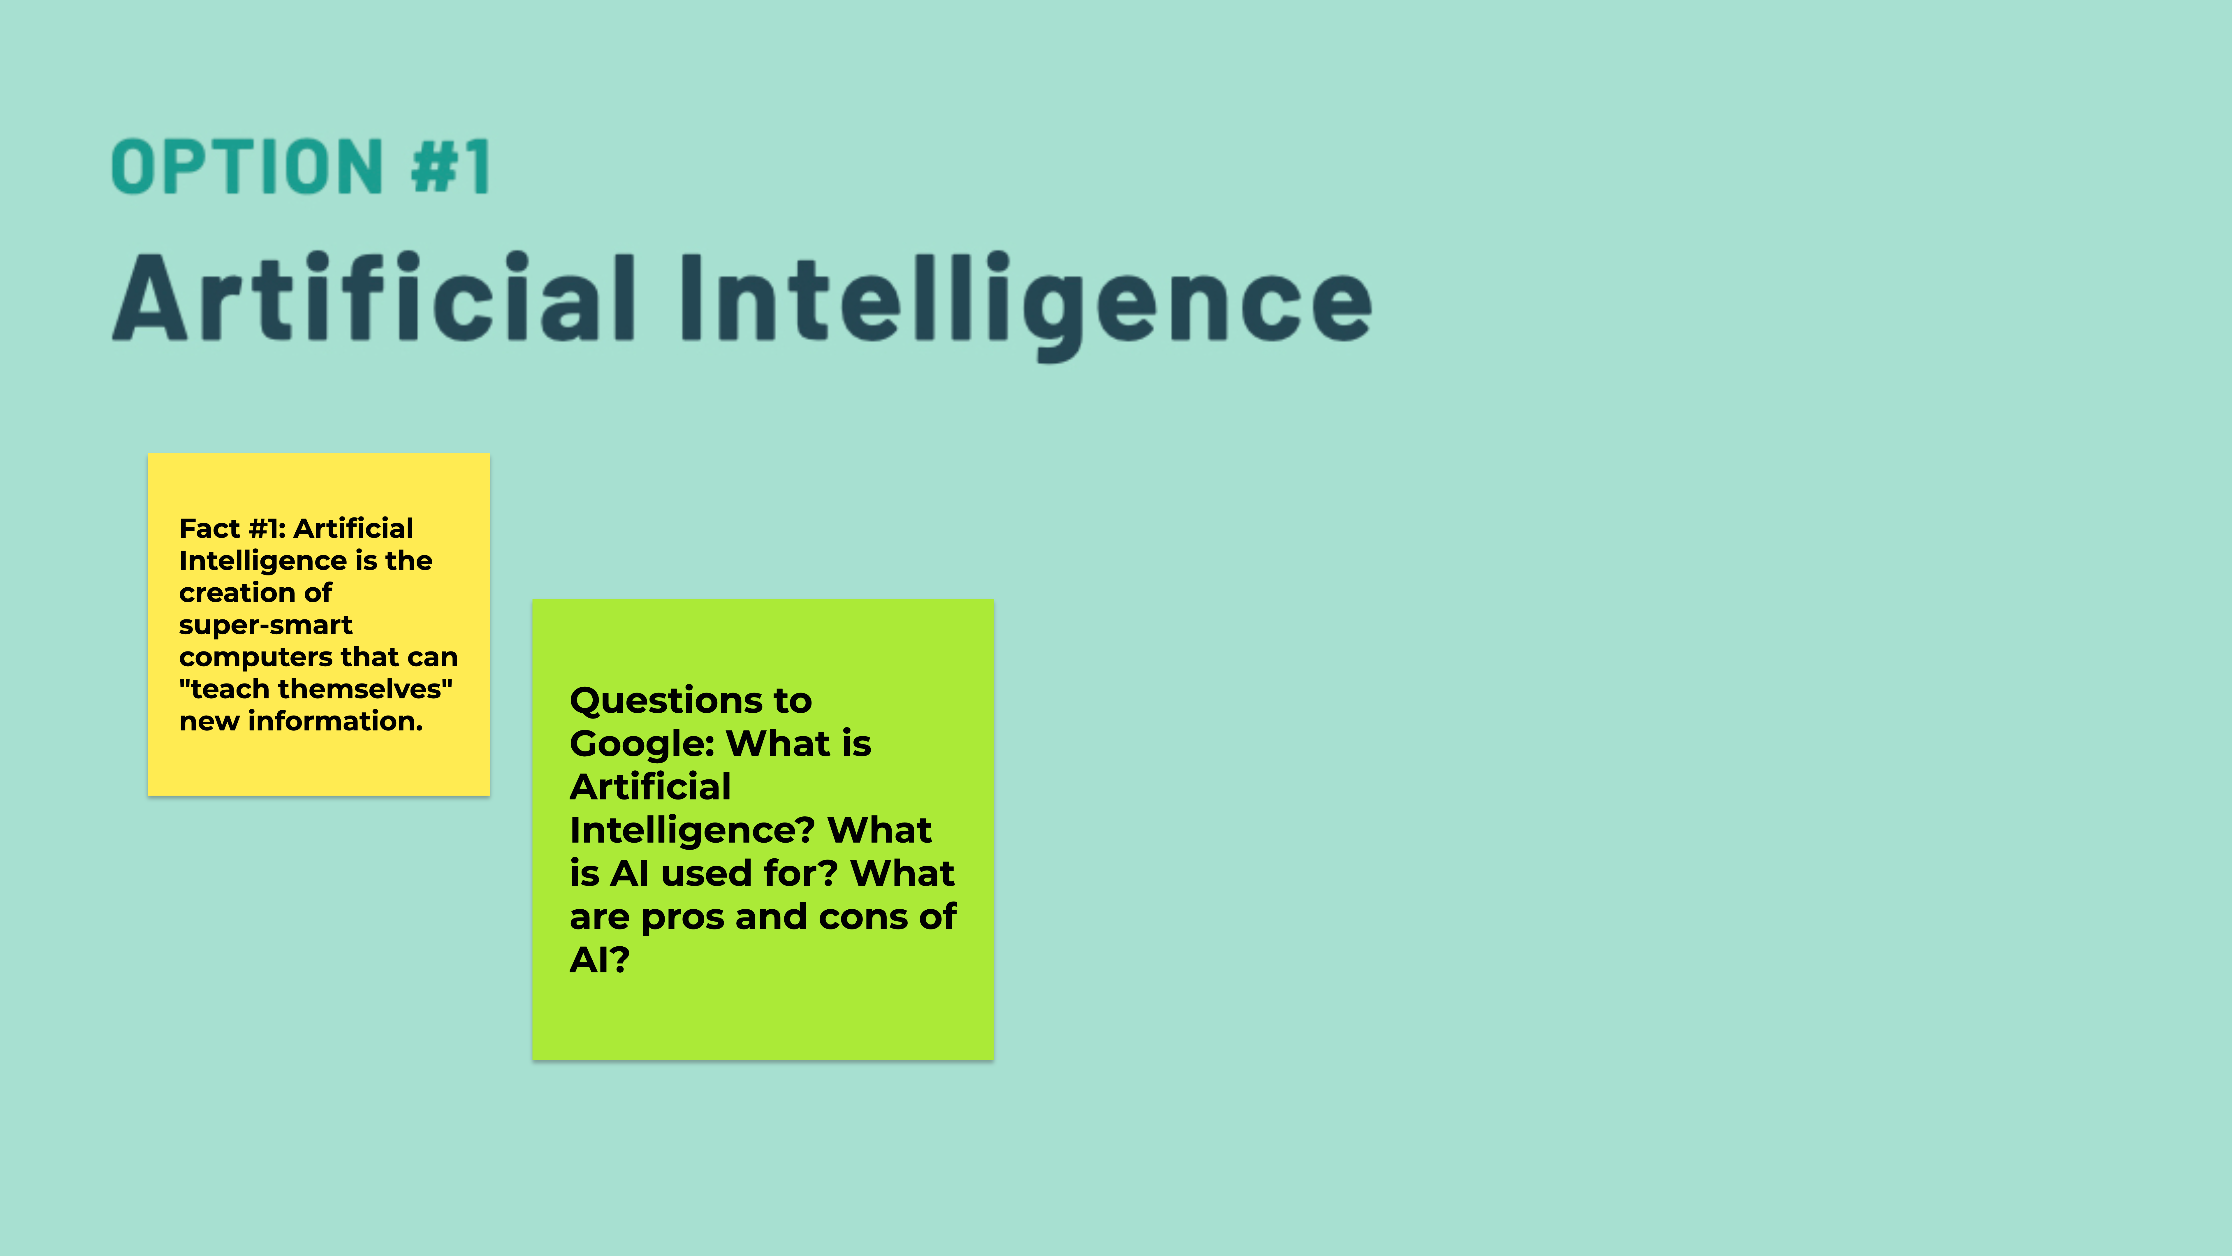 OPTION #1
Artificial Intelligence
Fact #1: Artificial
Intelligence is the
creation of
super-smart
computers that can
"teach themselves"
new information.
Questions to
Google: What is
Artificial
Intelligence? What
is AI used for? What
are pros and cons of
AI?